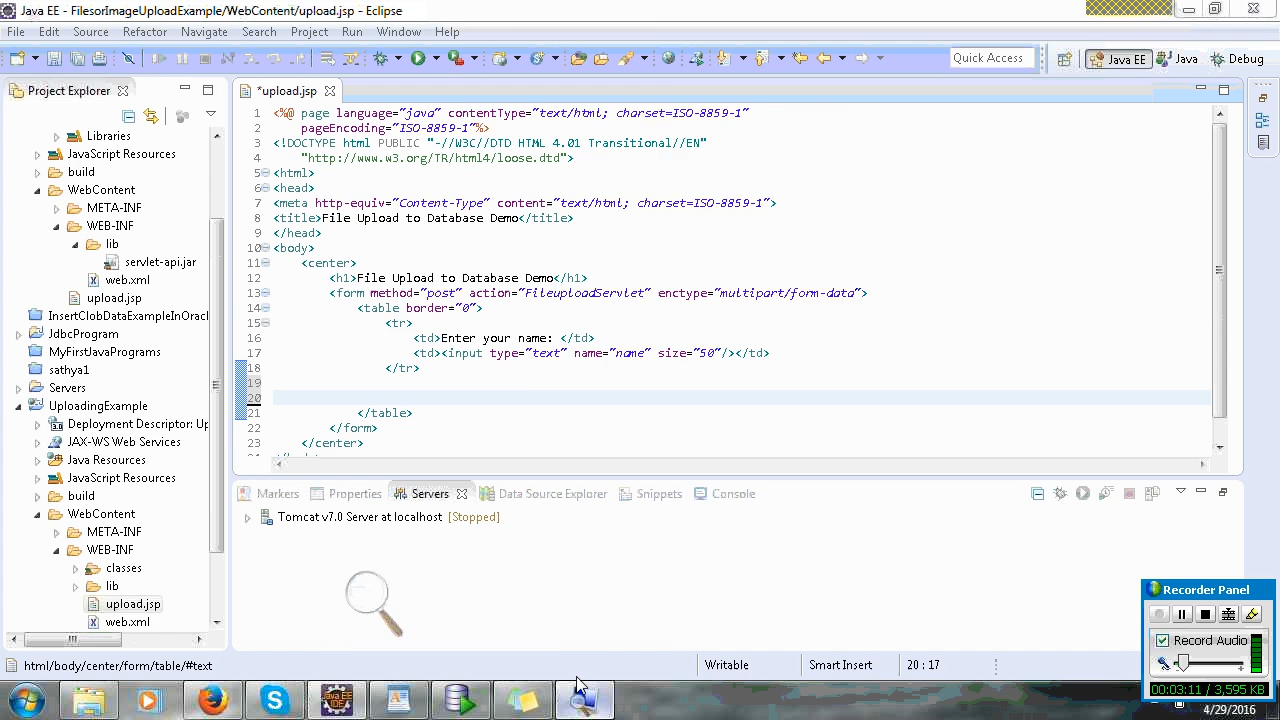 Java EE - FilesorImageUploadExample/WebContent/upload.jsp - Eclipse
File Edit Source Refactor Navigate Search Project Run Window Help
Quick Access
Java EE
Java
Debug
Project Explorer
Libraries
JavaScript Resources
build
WebContent
META-INF
WEB-INF
lib
servlet-api.jar
web.xml
upload.jsp
InsertClobDataExampleInOracl
JdbcProgram
MyFirstJavaPrograms
sathya1
Servers
UploadingExample
Deployment Descriptor: Up
JAX-WS Web Services
Java Resources
JavaScript Resources
build
WebContent
META-INF
WEB-INF
classes
lib
upload.jsp
web.xml
*upload.jsp
1 <%@ page language="java" contentType="text/html; charset=ISO-8859-1"
2 pageEncoding="ISO-8859-1"%>
3 <!DOCTYPE html PUBLIC "-//W3C//DTD HTML 4.01 Transitional//EN"
4 "http://www.w3.org/TR/html4/loose.dtd">
5 <html>
6 <head>
7 <meta http-equiv="Content-Type" content="text/html; charset=ISO-8859-1">
8 <title>File Upload to Database Demo</title>
9 </head>
10 <body>
11 <center>
12 <h1>File Upload to Database Demo</h1>
13 <form method="post" action="FileuploadServlet" enctype="multipart/form-data">
14 <table border="0">
15 <tr>
16 <td>Enter your name: </td>
17 <td><input type="text" name="name" size="50"/></td>
18 </tr>
19
20
21 </table>
22 </form>
23 </center>
Markers Properties Servers Data Source Explorer Snippets Console
Tomcat v7.0 Server at localhost [Stopped]
Recorder Panel
Record Audio
00:03:11 / 3,595 KB
html/body/center/form/table/#text
Writable
Smart Insert
20 : 17
Java EE
IDE
4/29/2016